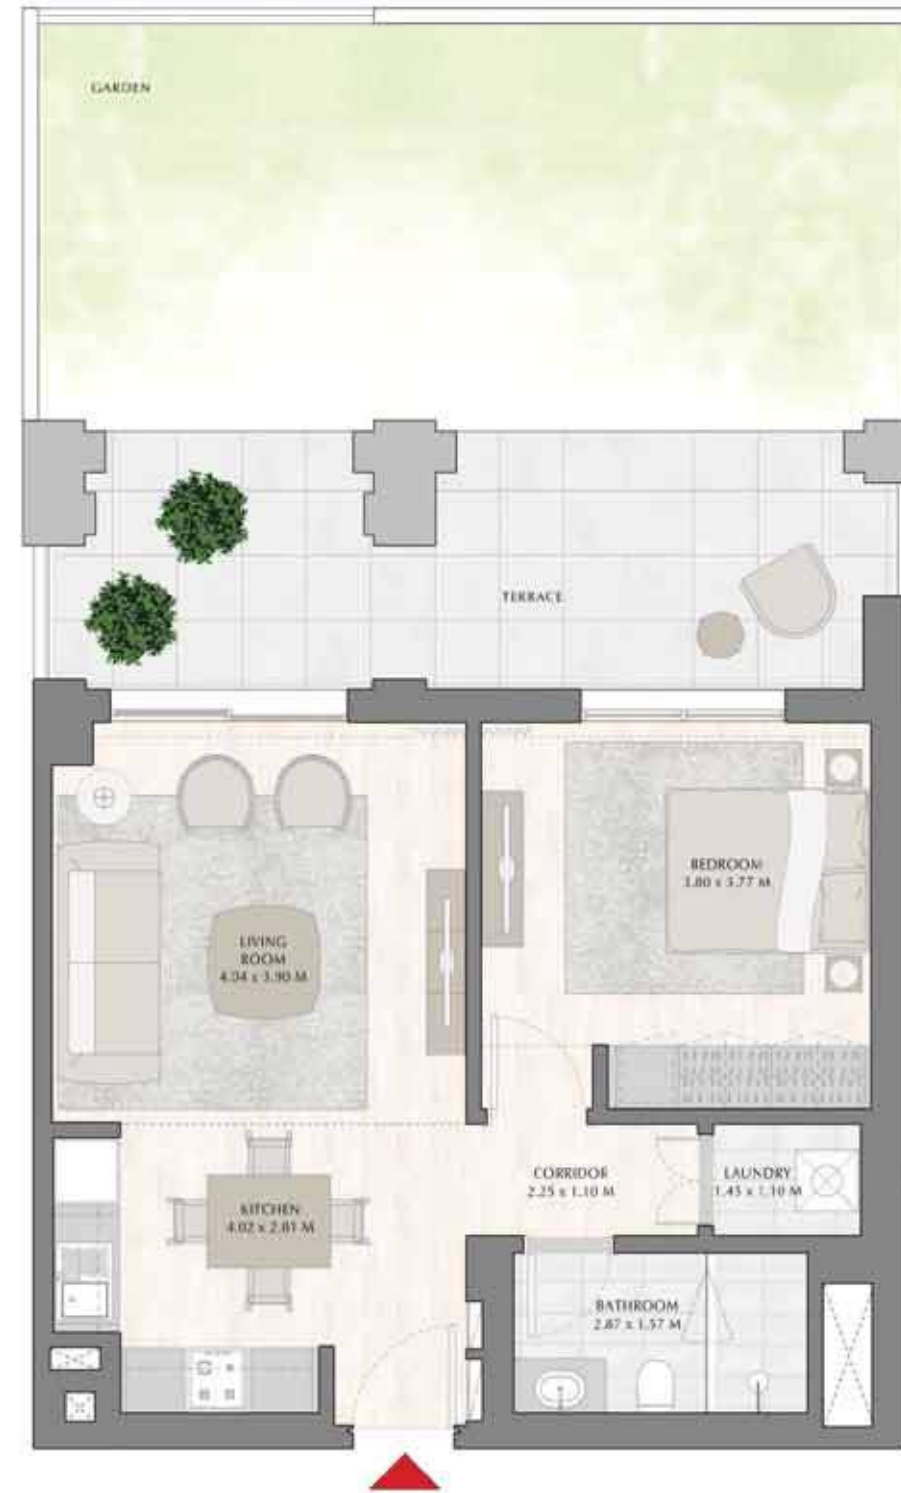 GARDEN
TERRACE
BEDROOM
3.80 x 3.77 M
LIVING
ROOM
4.04 x 3.90 M
CORRIDOR
2.25 x 1.10 M
LAUNDRY
1.45 x 1.10 M
KITCHEN
4.02 x 2.81 M
BATHROOM
2.87 x 1.57 M